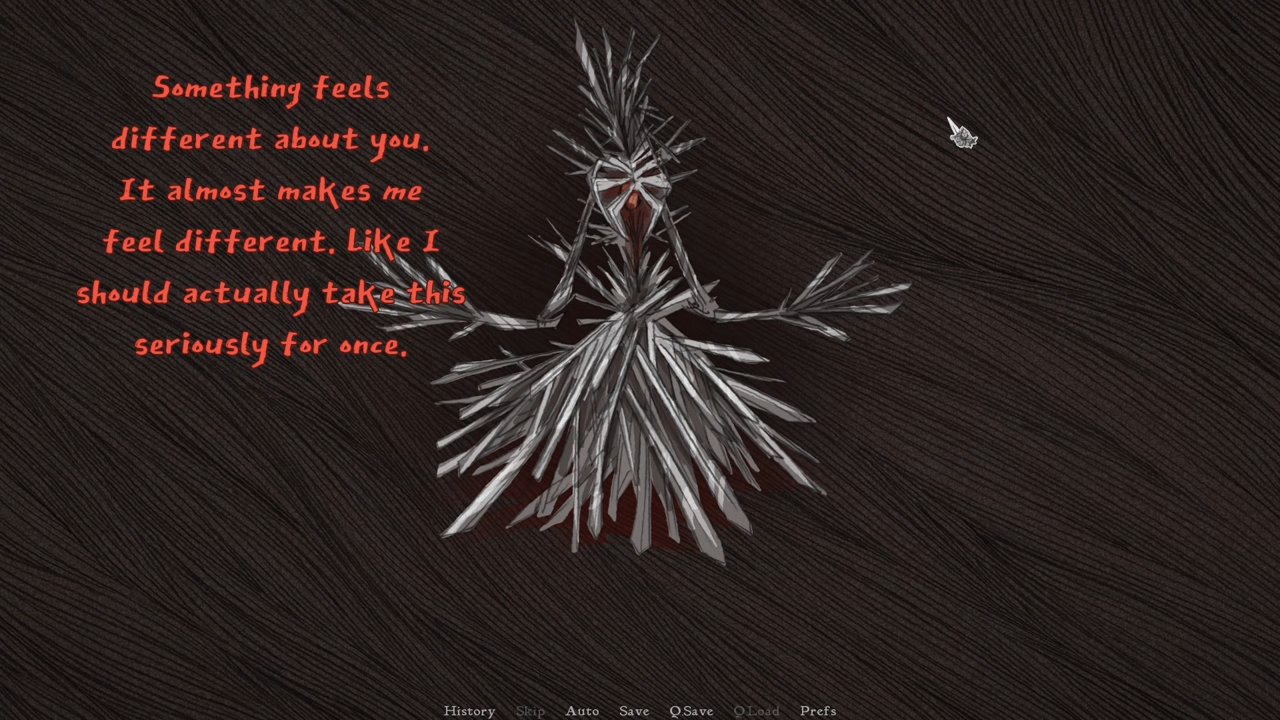 Something feels
different about you.
It almost makes me
feel different. Like I
should actually take this
seriously for once.
History Skip Auto Save Q.Save Q.Load Prefs